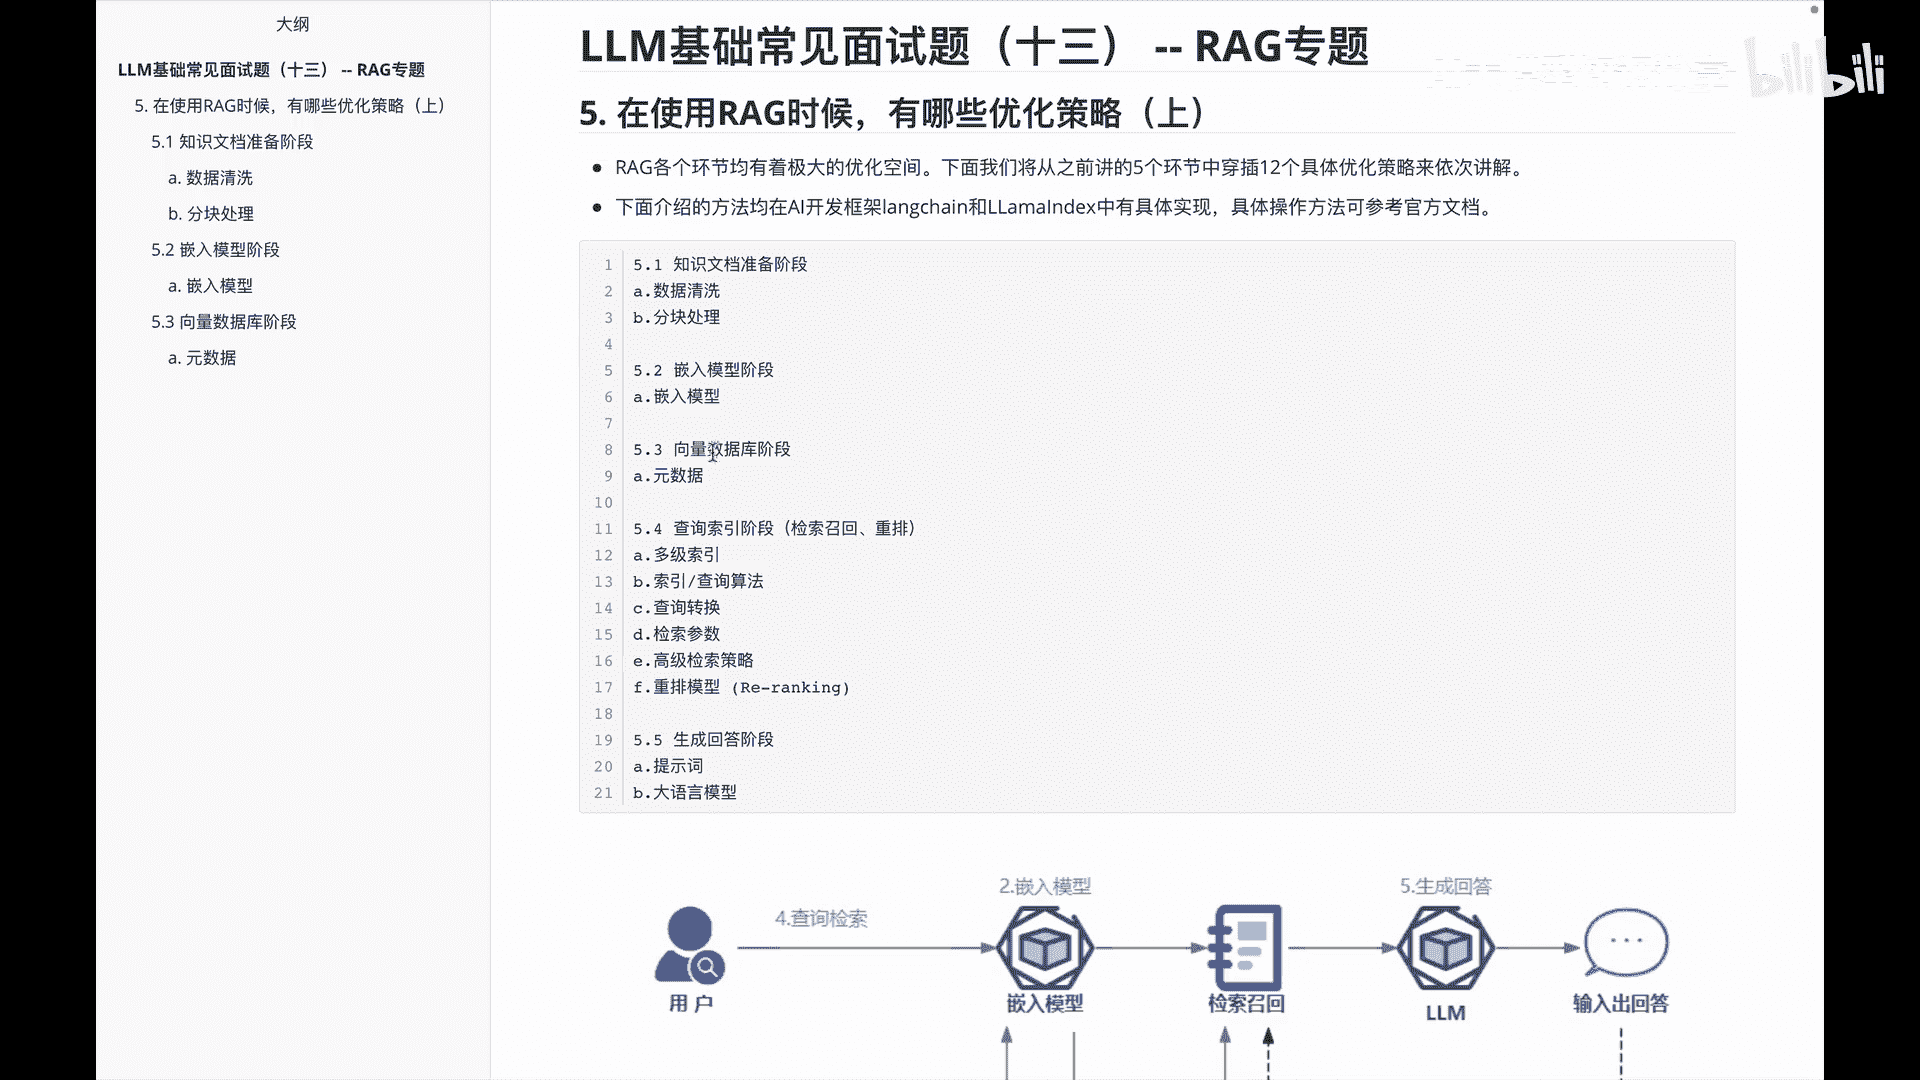 大纲
LLM基础常见面试题（十三） -- RAG专题
5. 在使用RAG时候，有哪些优化策略（上）
5.1 知识文档准备阶段
a. 数据清洗
b. 分块处理
5.2 嵌入模型阶段
a. 嵌入模型
5.3 向量数据库阶段
a. 元数据
LLM基础常见面试题（十三） -- RAG专题
bilibili
5. 在使用RAG时候，有哪些优化策略（上）
RAG各个环节均有着极大的优化空间。下面我们将从之前讲的5个环节中穿插12个具体优化策略来依次讲解。
下面介绍的方法均在AI开发框架langchain和LLamaIndex中有具体实现，具体操作方法可参考官方文档。
1 5.1 知识文档准备阶段
2 a.数据清洗
3 b.分块处理
4
5 5.2 嵌入模型阶段
6 a.嵌入模型
7
8 5.3 向量数据库阶段
9 a.元数据
10
11 5.4 查询索引阶段（检索召回、重排）
12 a.多级索引
13 b.索引/查询算法
14 c.查询转换
15 d.检索参数
16 e.高级检索策略
17 f.重排模型 (Re-ranking)
18
19 5.5 生成回答阶段
20 a.提示词
21 b.大语言模型
2.嵌入模型
5.生成回答
4.查询检索
用 户
嵌入模型
检索召回
LLM
输入出回答